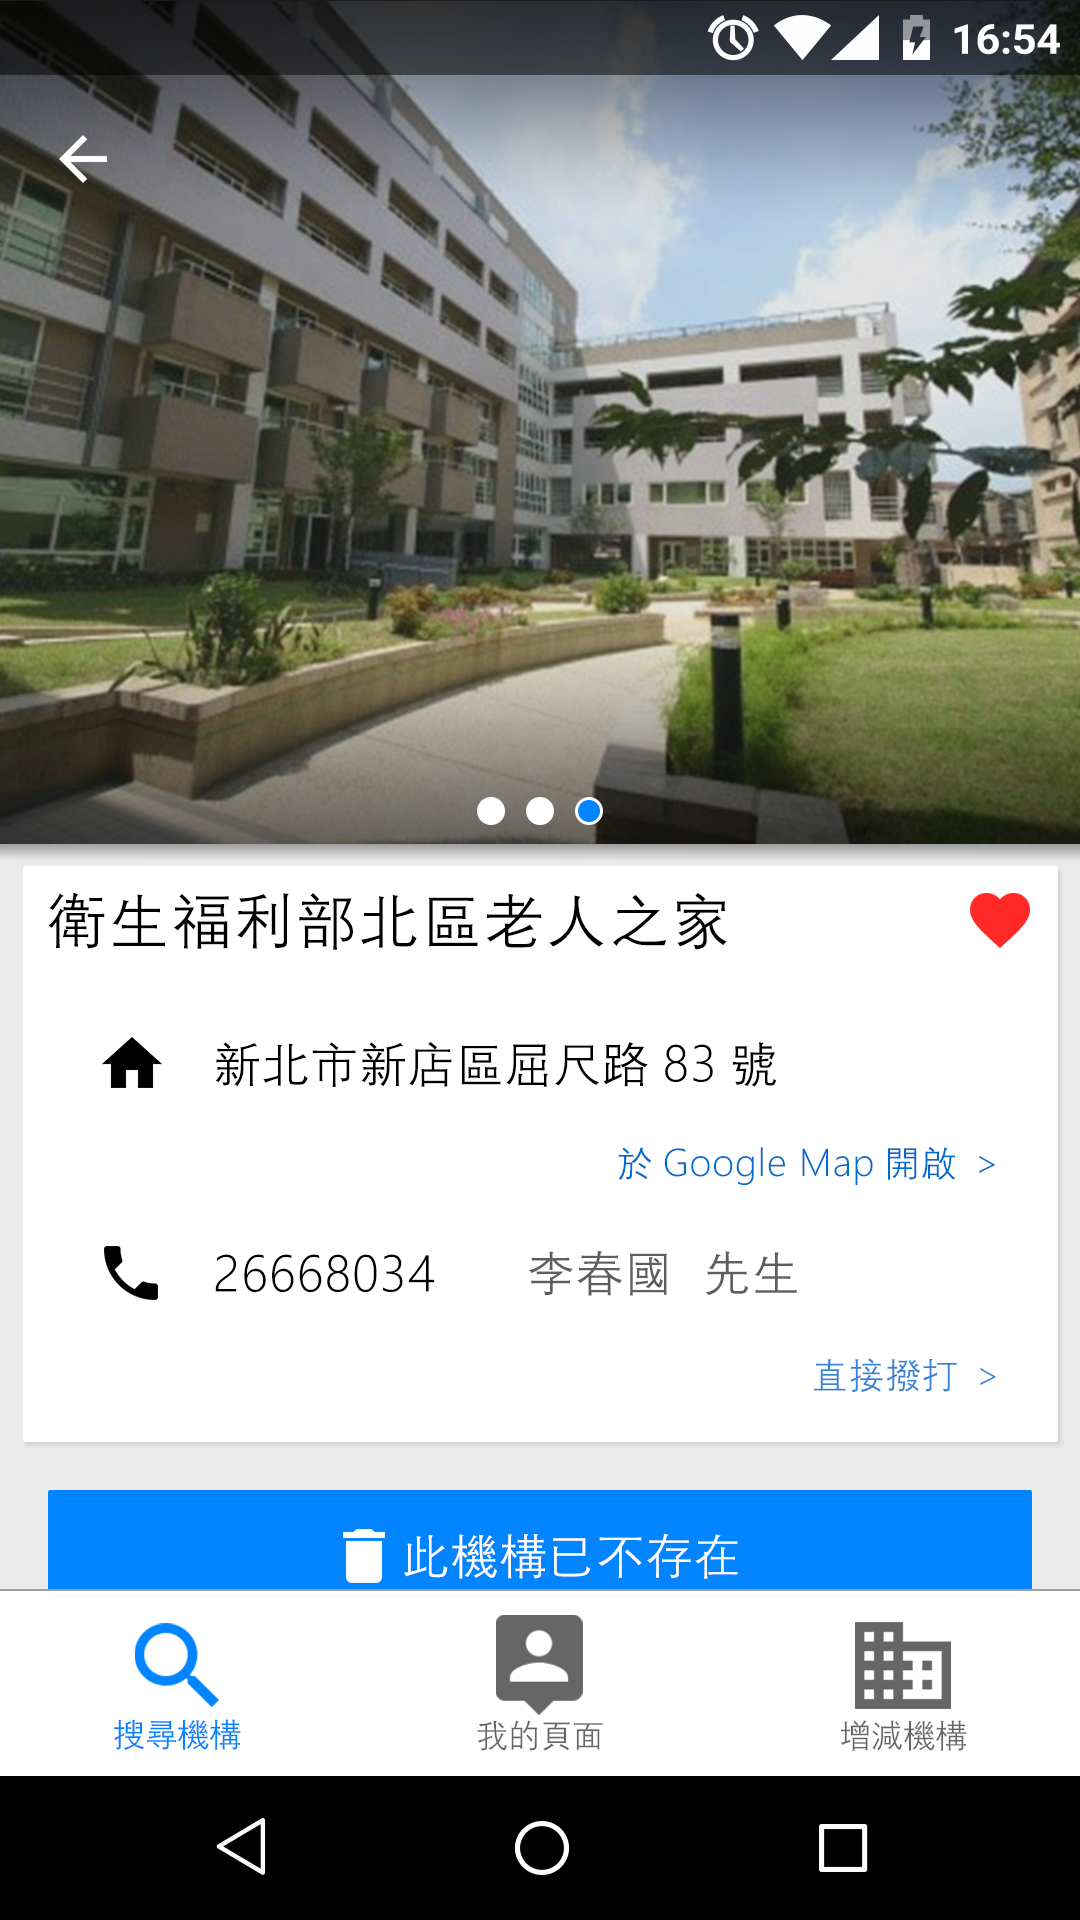 16:54
衛生福利部北區老人之家
新北市新店區屈尺路 83 號
於 Google Map 開啟 >
26668034 李春國 先生
直接撥打 >
此機構已不存在
搜尋機構 我的頁面 增減機構